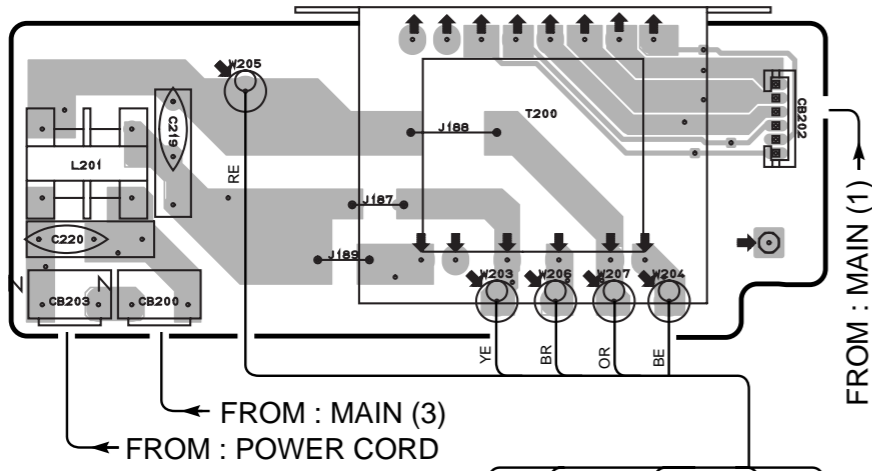 W205
C219
J188
T200
CB202
L201
RE
J187
C220
J189
W203
W206
W207
W204
N
N
CB203
CB200
YE
BR
OR
BE
FROM : MAIN (1)
FROM : MAIN (3)
FROM : POWER CORD